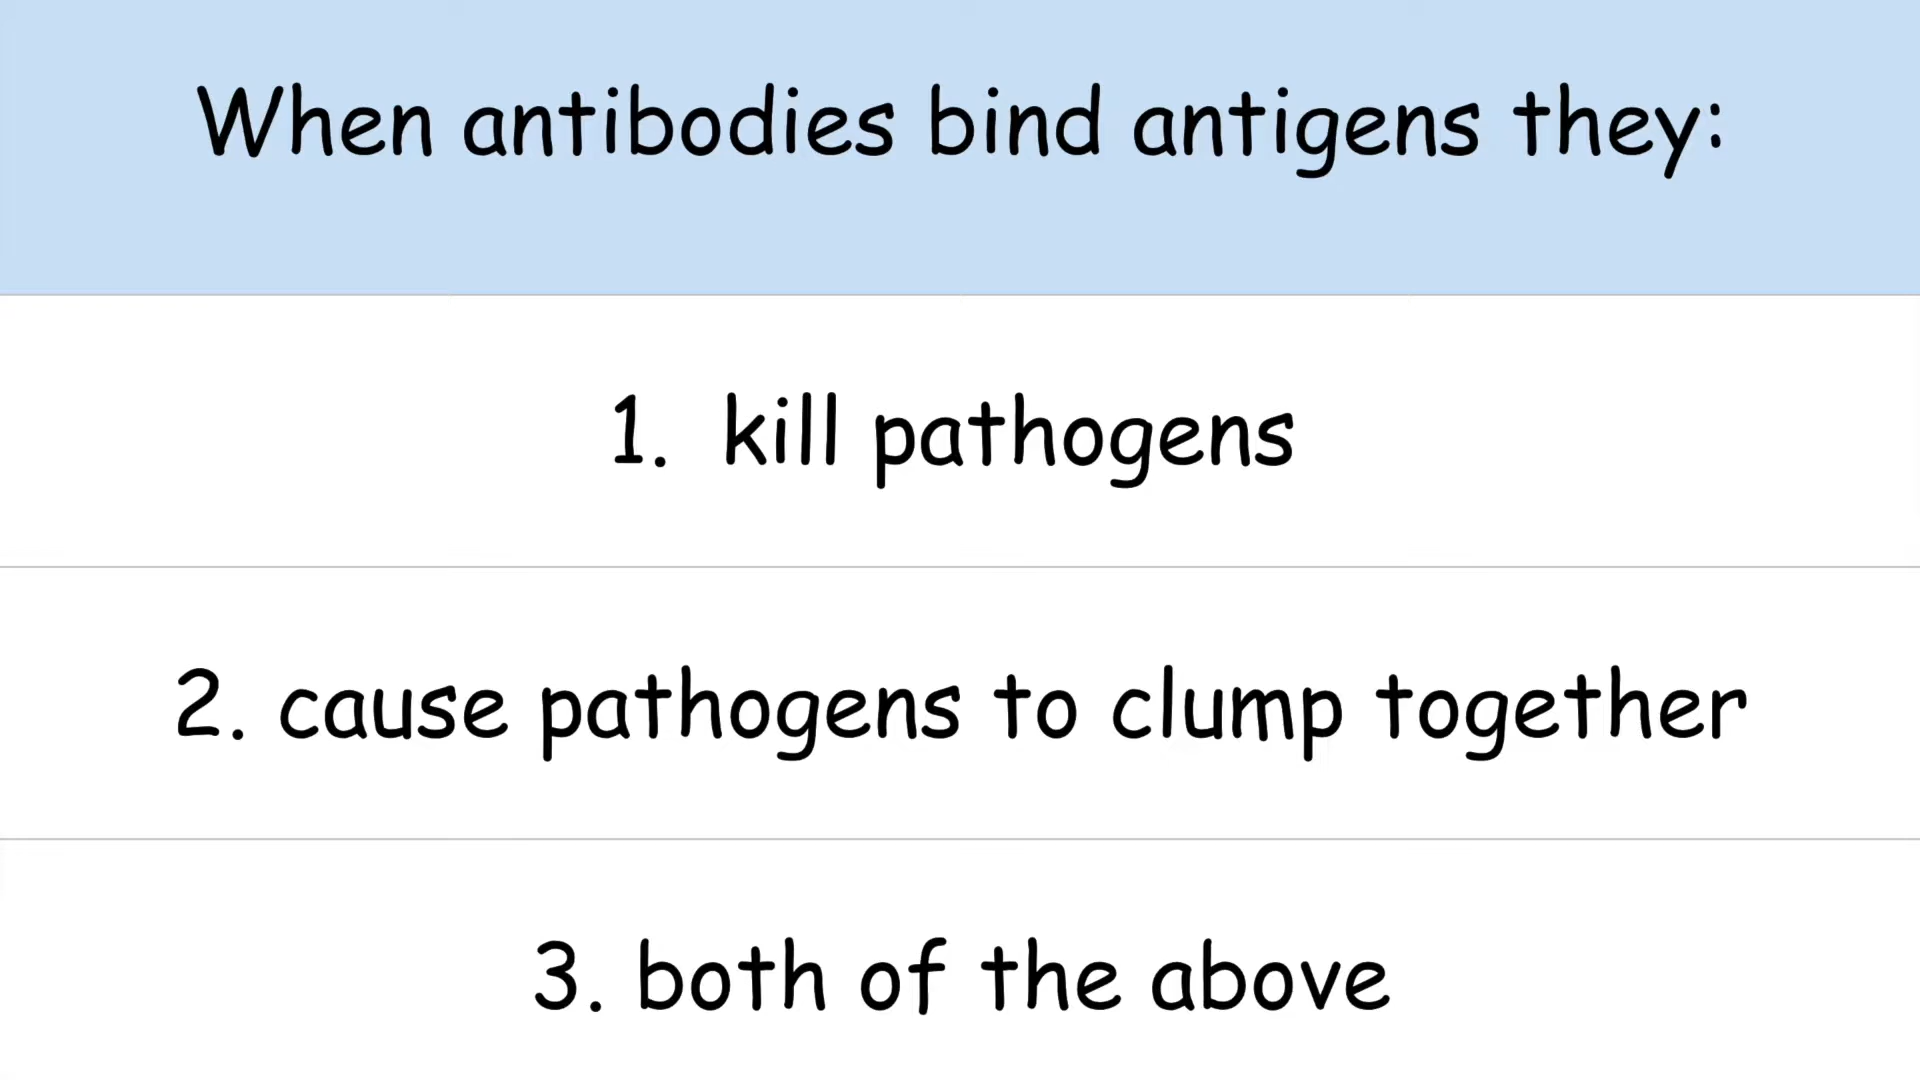 When antibodies bind antigens they:
1. kill pathogens
2. cause pathogens to clump together
3. both of the above